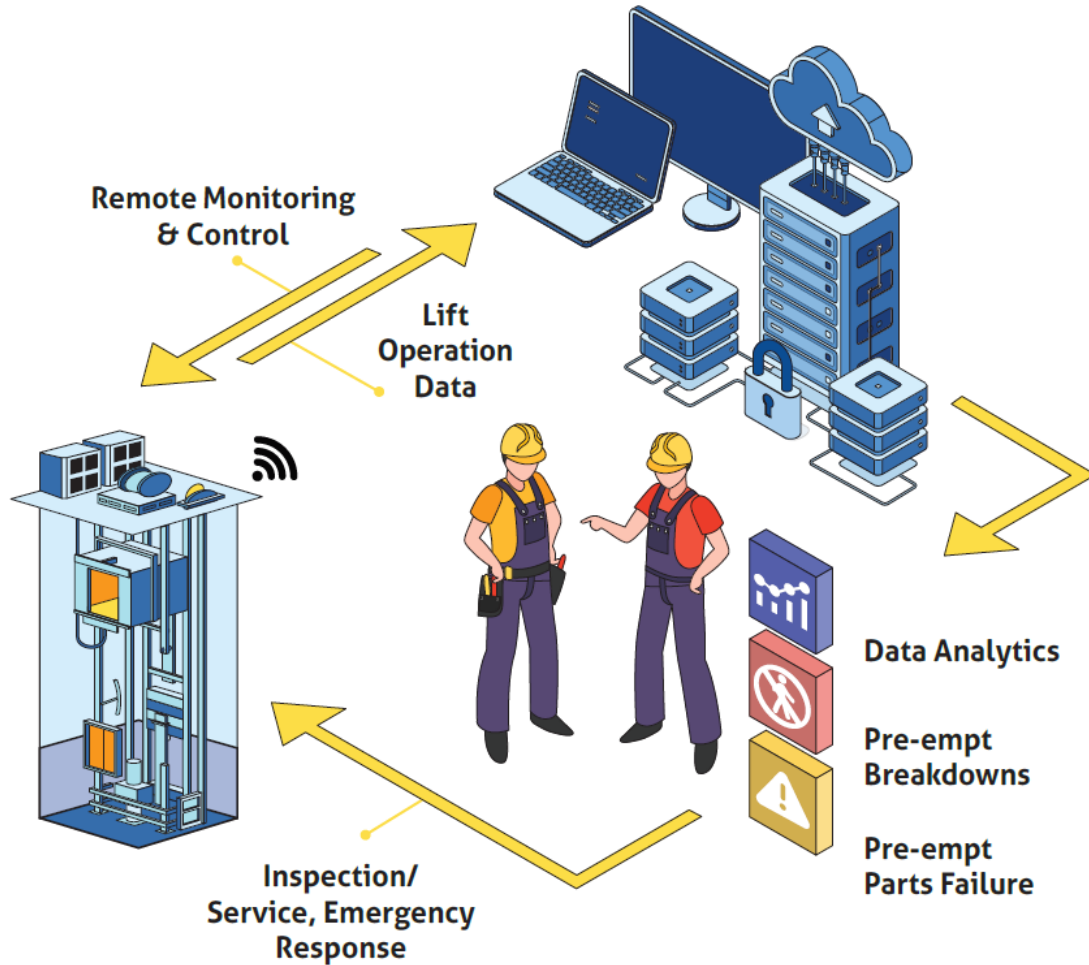 Remote Monitoring
& Control
Lift
Operation
Data
Data Analytics
Pre-empt
Breakdowns
Pre-empt
Parts Failure
Inspection/
Service, Emergency
Response